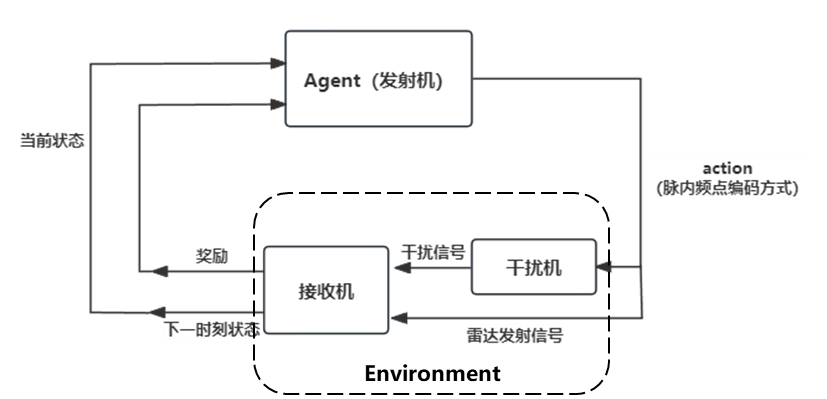 Agent（发射机）
当前状态
action
(脉内频点编码方式)
奖励
干扰信号
干扰机
接收机
下一时刻状态
雷达发射信号
Environment